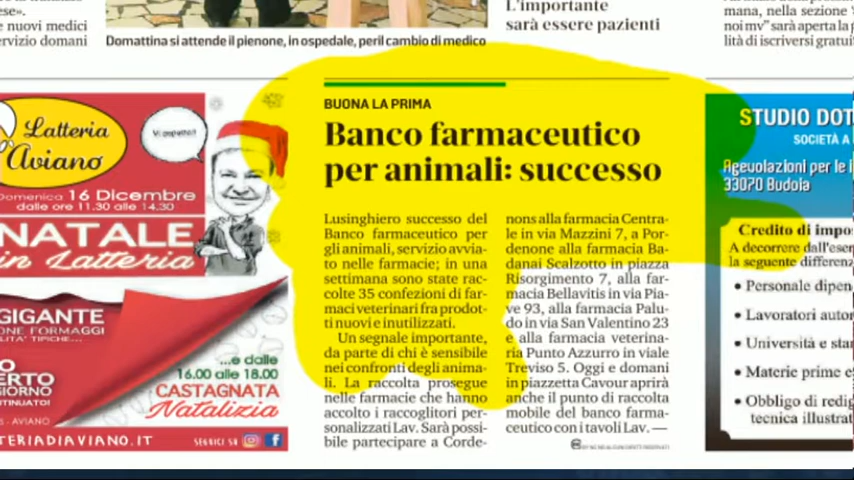 ese».
e nuovi medici
ervizio domani
Domattina si attende il pienone, in ospedale, per il cambio di medico
L'importante
sarà essere pazienti
mana, nella sezione
noi mv" sarà aperta la
lità di iscriversi gratui
Latteria
d'Aviano
Vi aspetto!
Domenica 16 Dicembre
dalle ore 11.30 alle 14.30
NATALE
in Latteria
GIGANTE
ONE FORMAGGI
LITA' TIPICHE...
ERTO
GIORNO
...e dalle
16.00 alle 18.00
CASTAGNATA
Natalizia
- AVIANO
TERIADIAVIANO.IT
SEGUICI SU
BUONA LA PRIMA
Banco farmaceutico
per animali: successo
Lusinghiero successo del
Banco farmaceutico per
gli animali, servizio avvia-
to nelle farmacie; in una
settimana sono state rac-
colte 35 confezioni di far-
maci veterinari fra prodot-
ti nuovi e inutilizzati.
Un segnale importante,
da parte di chi è sensibile
nei confronti degli anima-
li. La raccolta prosegue
nelle farmacie che hanno
accolto i raccoglitori per-
sonalizzati Lav. Sarà possi-
bile partecipare a Corde-
nons alla farmacia Centra-
le in via Mazzini 7, a Por-
denone alla farmacia Ba-
danai Scalzotto in piazza
Risorgimento 7, alla far-
macia Bellavitis in via Pia-
ve 93, alla farmacia Palu-
do in via San Valentino 23
e alla farmacia veterina-
ria Punto Azzurro in viale
Treviso 5. Oggi e domani
in piazzetta Cavour aprirà
anche il punto di raccolta
mobile del banco farma-
ceutico con i tavoli Lav. —
STUDIO DOT
SOCIETÀ A
Agevolazioni per le i
33070 Budoia
Credito di impo
A decorrere dall'eser
la seguente differenz
• Personale dipen
• Lavoratori autor
• Università e star
• Materie prime e
• Obbligo di redig
tecnica illustrat